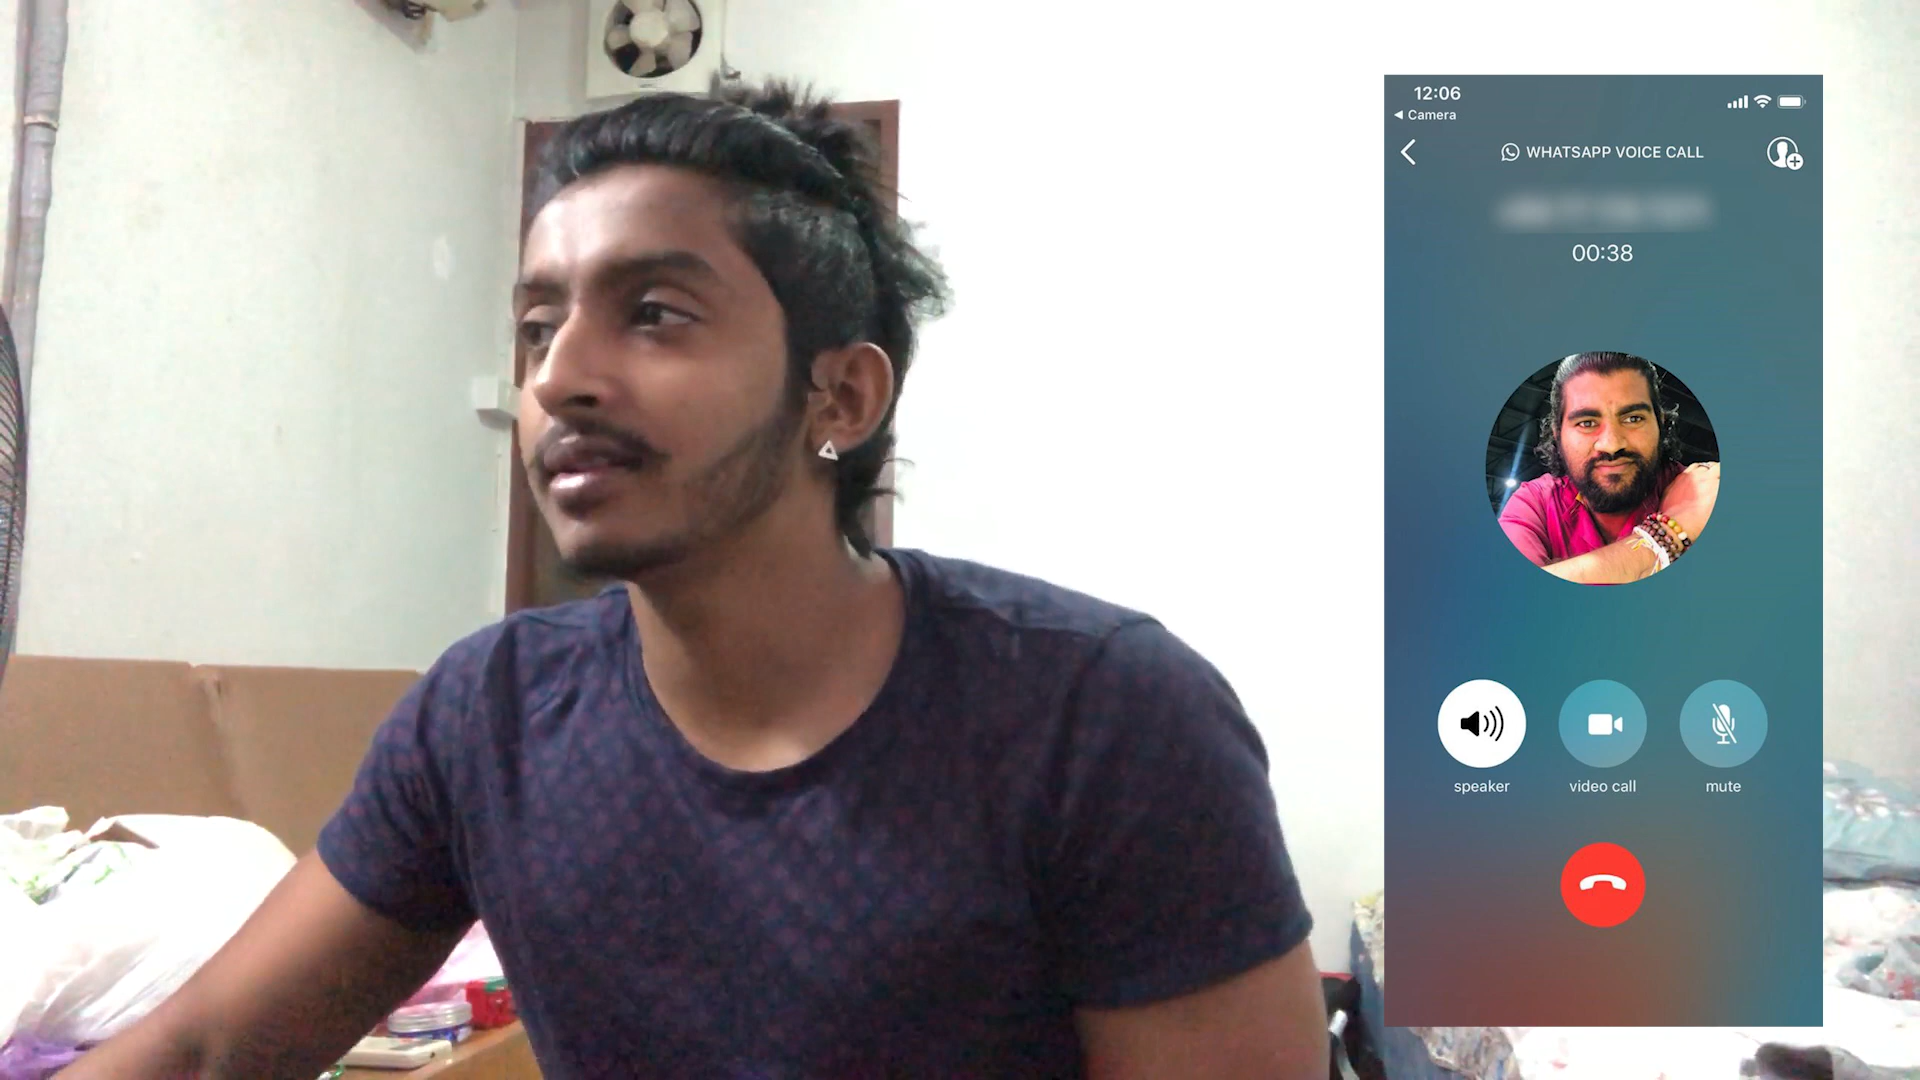 12:06
◀ Camera
WHATSAPP VOICE CALL
00:38
speaker
video call
mute